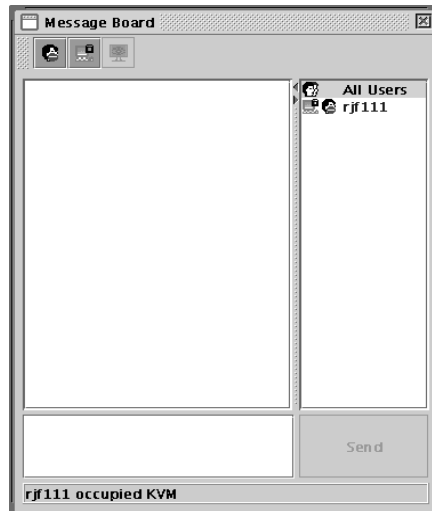 Message Board
All Users
rjf111
Send
rjf111 occupied KVM